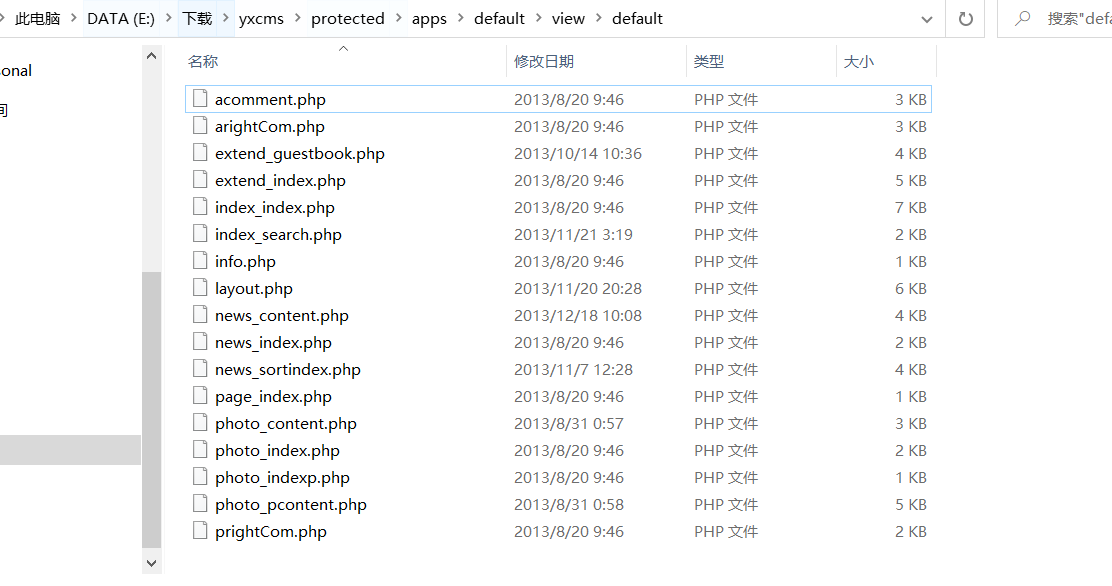 此电脑 > DATA (E:) > 下载 > yxcms > protected > apps > default > view > default
搜索"defa
onal
名称 修改日期 类型 大小
acomment.php 2013/8/20 9:46 PHP 文件 3 KB
arightCom.php 2013/8/20 9:46 PHP 文件 3 KB
extend_guestbook.php 2013/10/14 10:36 PHP 文件 4 KB
extend_index.php 2013/8/20 9:46 PHP 文件 5 KB
index_index.php 2013/8/20 9:46 PHP 文件 7 KB
index_search.php 2013/11/21 3:19 PHP 文件 2 KB
info.php 2013/8/20 9:46 PHP 文件 1 KB
layout.php 2013/11/20 20:28 PHP 文件 6 KB
news_content.php 2013/12/18 10:08 PHP 文件 4 KB
news_index.php 2013/8/20 9:46 PHP 文件 2 KB
news_sortindex.php 2013/11/7 12:28 PHP 文件 4 KB
page_index.php 2013/8/20 9:46 PHP 文件 1 KB
photo_content.php 2013/8/31 0:57 PHP 文件 3 KB
photo_index.php 2013/8/20 9:46 PHP 文件 2 KB
photo_indexp.php 2013/8/20 9:46 PHP 文件 1 KB
photo_pcontent.php 2013/8/31 0:58 PHP 文件 5 KB
prightCom.php 2013/8/20 9:46 PHP 文件 2 KB